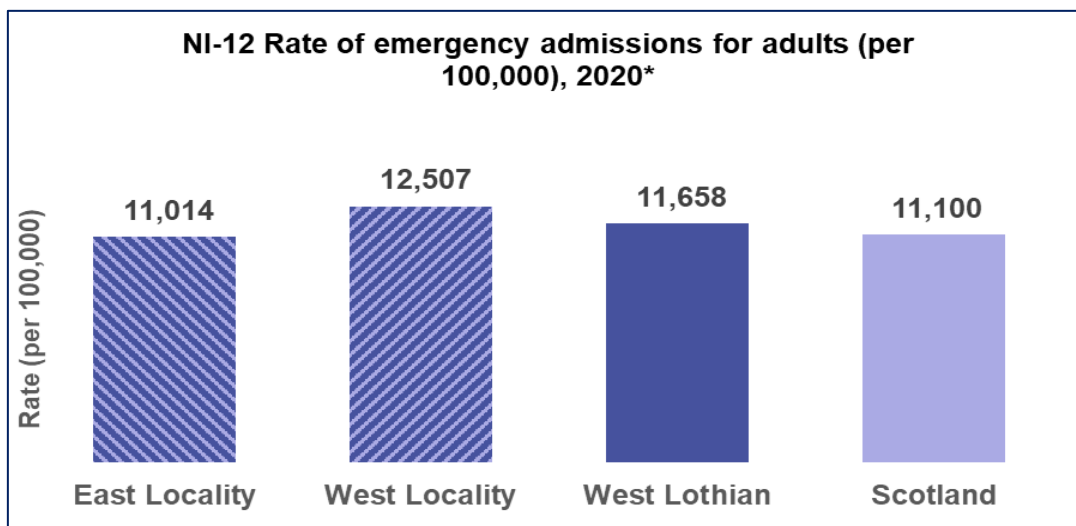 NI-12 Rate of emergency admissions for adults (per
100,000), 2020*
Rate (per 100,000)
11,014
12,507
11,658
11,100
East Locality
West Locality
West Lothian
Scotland